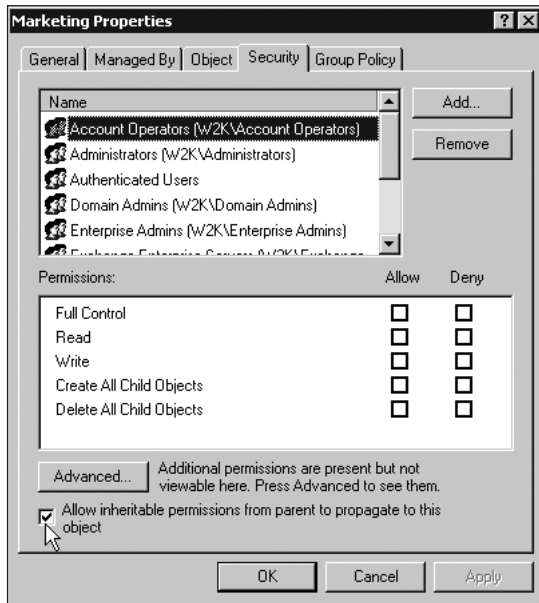 Marketing Properties
General Managed By Object Security Group Policy
Name
Add...
Account Operators (W2K\Account Operators)
Administrators (W2K\Administrators)
Remove
Authenticated Users
Domain Admins (W2K\Domain Admins)
Enterprise Admins (W2K\Enterprise Admins)
Permissions: Allow Deny
Full Control
Read
Write
Create All Child Objects
Delete All Child Objects
Advanced...
Additional permissions are present but not
viewable here. Press Advanced to see them.
Allow inheritable permissions from parent to propagate to this
object
OK Cancel Apply